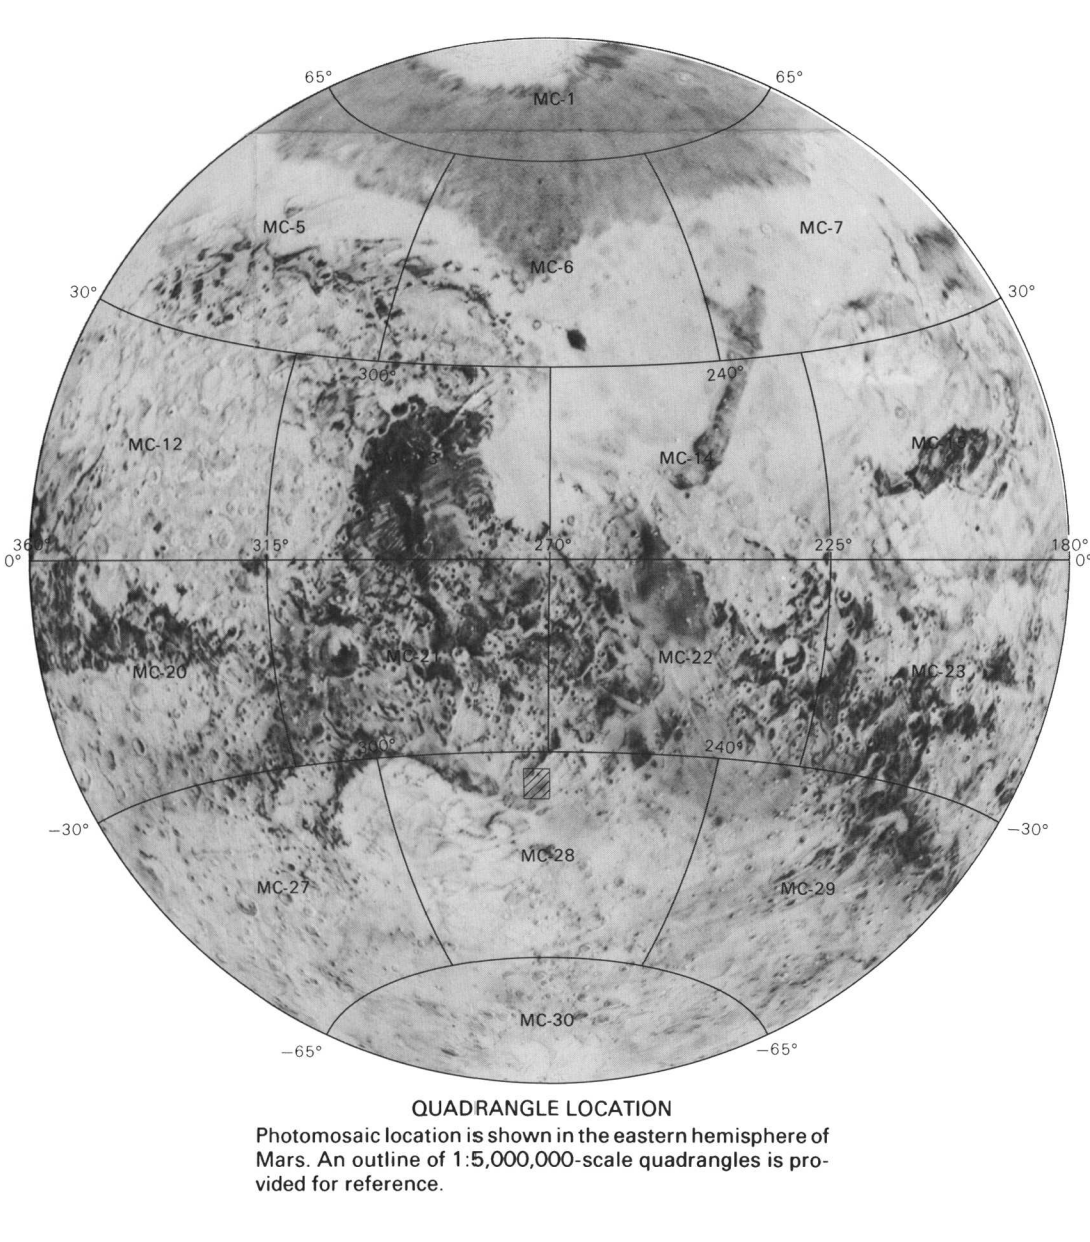 65° 65°
MC-1
MC-5 MC-7
MC-6
30° 30°
300° 240°
MC-12 MC-14
360° 315° 270° 225° 180°
0° 0°
MC-21 MC-22
MC-20 MC-23
300° 240°
-30° -30°
MC-28
MC-27 MC-29
MC-30
-65° -65°
QUADRANGLE LOCATION
Photomosaic location is shown in the eastern hemisphere of
Mars. An outline of 1:5,000,000-scale quadrangles is pro-
vided for reference.